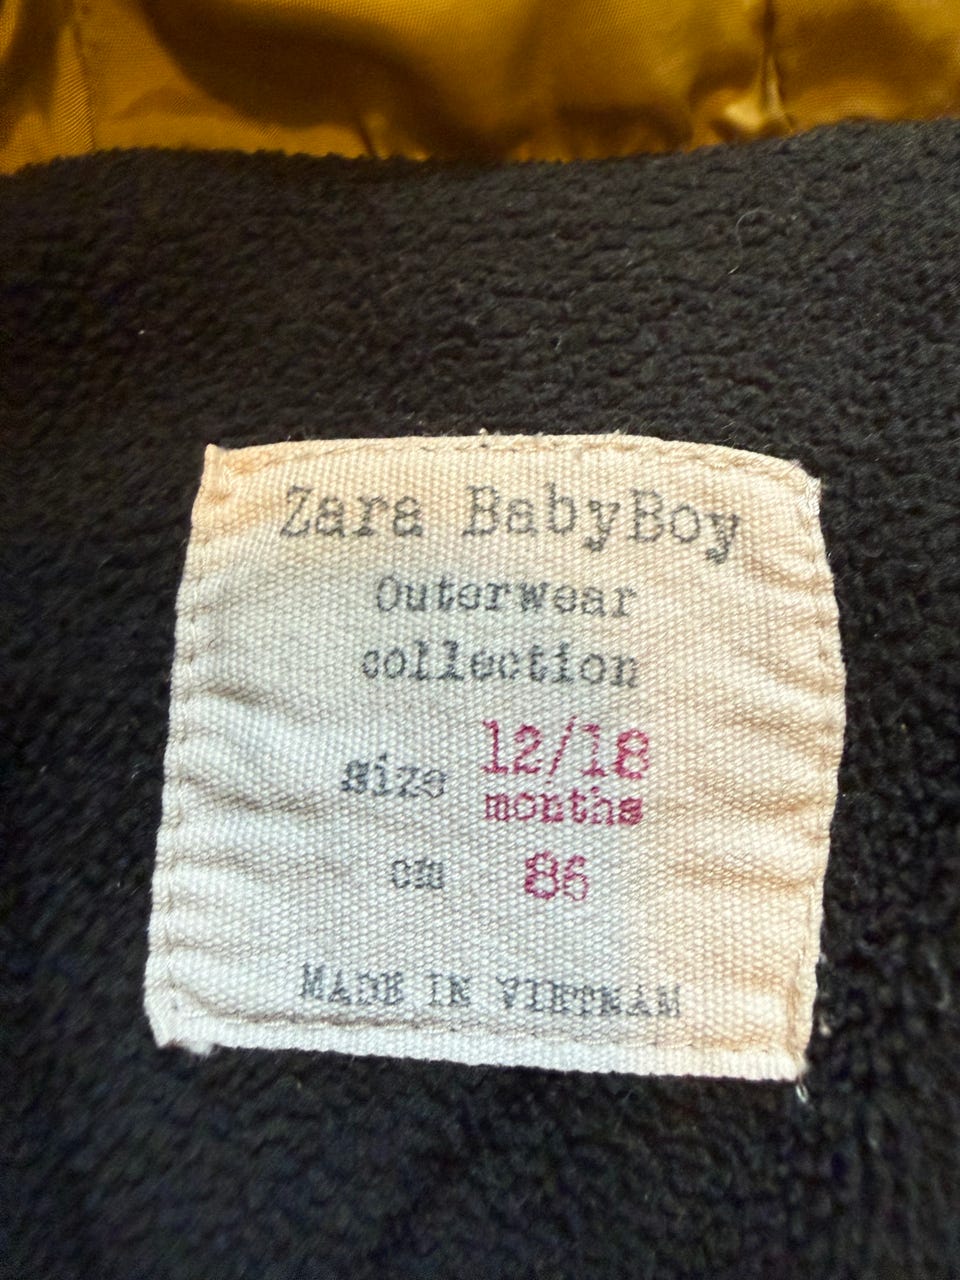 Zara BabyBoy
Outerwear
collection
size 12/18
months
cm 86
MADE IN VIETNAM